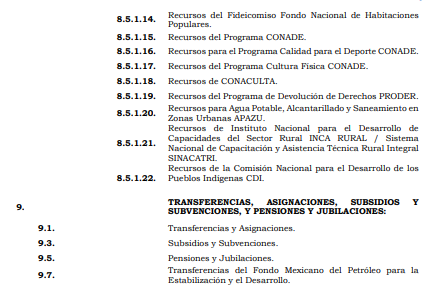 8.5.1.14. Recursos del Fideicomiso Fondo Nacional de Habitaciones
Populares.
8.5.1.15. Recursos del Programa CONADE.
8.5.1.16. Recursos para el Programa Calidad para el Deporte CONADE.
8.5.1.17. Recursos del Programa Cultura Física CONADE.
8.5.1.18. Recursos de CONACULTA.
8.5.1.19. Recursos del Programa de Devolución de Derechos PRODER.
8.5.1.20. Recursos para Agua Potable, Alcantarillado y Saneamiento en
Zonas Urbanas APAZU.
8.5.1.21. Recursos de Instituto Nacional para el Desarrollo de
Capacidades del Sector Rural INCA RURAL / Sistema
Nacional de Capacitación y Asistencia Técnica Rural Integral
SINACATRI.
8.5.1.22. Recursos de la Comisión Nacional para el Desarrollo de los
Pueblos Indígenas CDI.
9. TRANSFERENCIAS, ASIGNACIONES, SUBSIDIOS Y
SUBVENCIONES, Y PENSIONES Y JUBILACIONES:
9.1. Transferencias y Asignaciones.
9.3. Subsidios y Subvenciones.
9.5. Pensiones y Jubilaciones.
9.7. Transferencias del Fondo Mexicano del Petróleo para la
Estabilización y el Desarrollo.